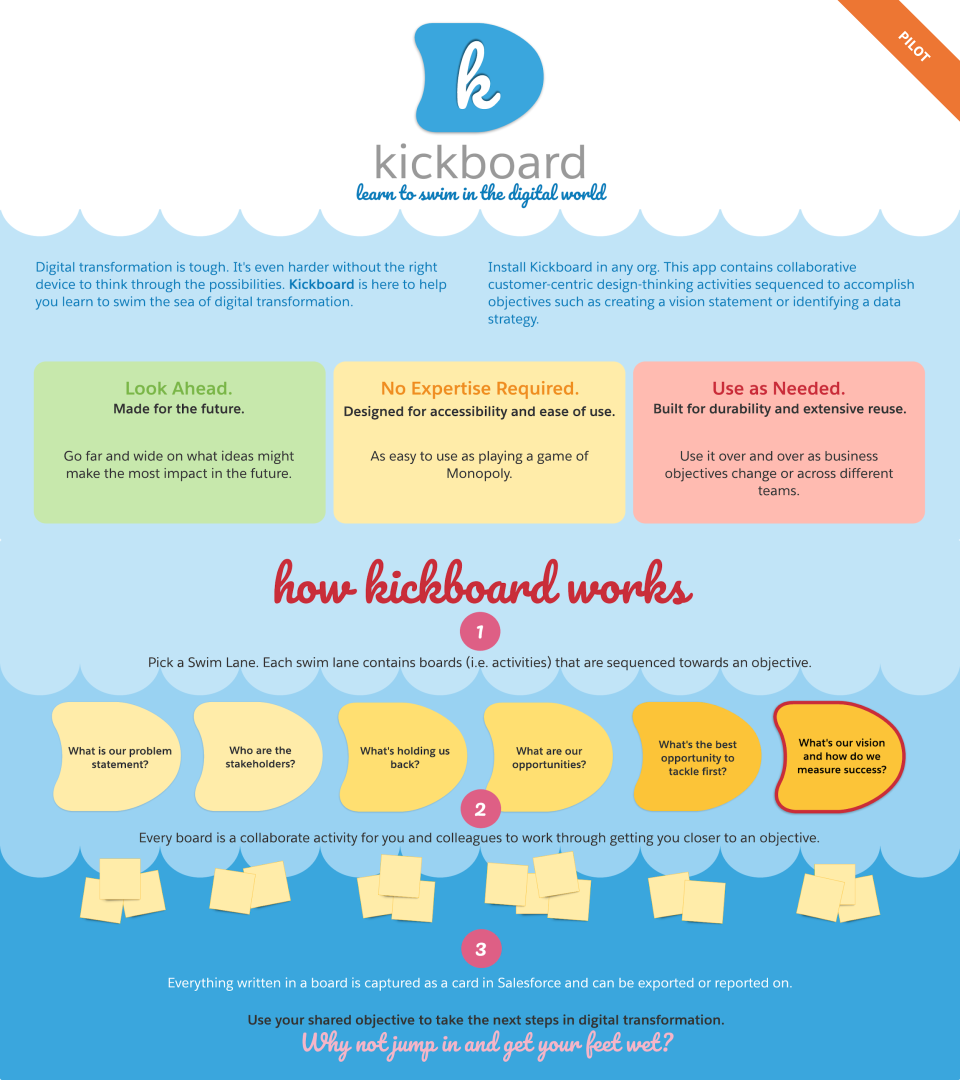 PILOT
k
kickboard
learn to swim in the digital world
Digital transformation is tough. It's even harder without the right
device to think through the possibilities. Kickboard is here to help
you learn to swim the sea of digital transformation.
Install Kickboard in any org. This app contains collaborative
customer-centric design-thinking activities sequenced to accomplish
objectives such as creating a vision statement or identifying a data
strategy.
Look Ahead.
Made for the future.
Go far and wide on what ideas might
make the most impact in the future.
No Expertise Required.
Designed for accessibility and ease of use.
As easy to use as playing a game of
Monopoly.
Use as Needed.
Built for durability and extensive reuse.
Use it over and over as business
objectives change or across different
teams.
how kickboard works
1
Pick a Swim Lane. Each swim lane contains boards (i.e. activities) that are sequenced towards an objective.
What is our problem
statement?
Who are the
stakeholders?
What's holding us
back?
What are our
opportunities?
What's the best
opportunity to
tackle first?
What's our vision
and how do we
measure success?
2
Every board is a collaborate activity for you and colleagues to work through getting you closer to an objective.
3
Everything written in a board is captured as a card in Salesforce and can be exported or reported on.
Use your shared objective to take the next steps in digital transformation.
Why not jump in and get your feet wet?